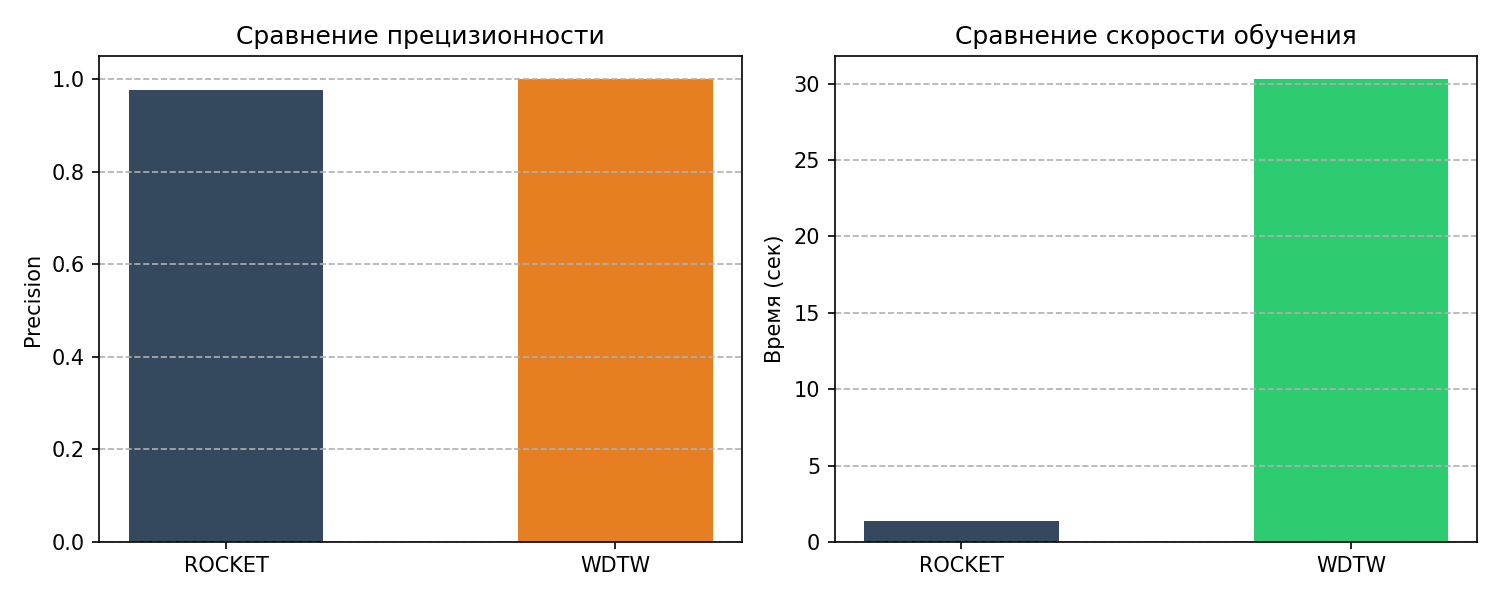 Сравнение прецизионности
Precision
1.0
0.8
0.6
0.4
0.2
0.0
ROCKET WDTW
Сравнение скорости обучения
Время (сек)
30
25
20
15
10
5
0
ROCKET WDTW